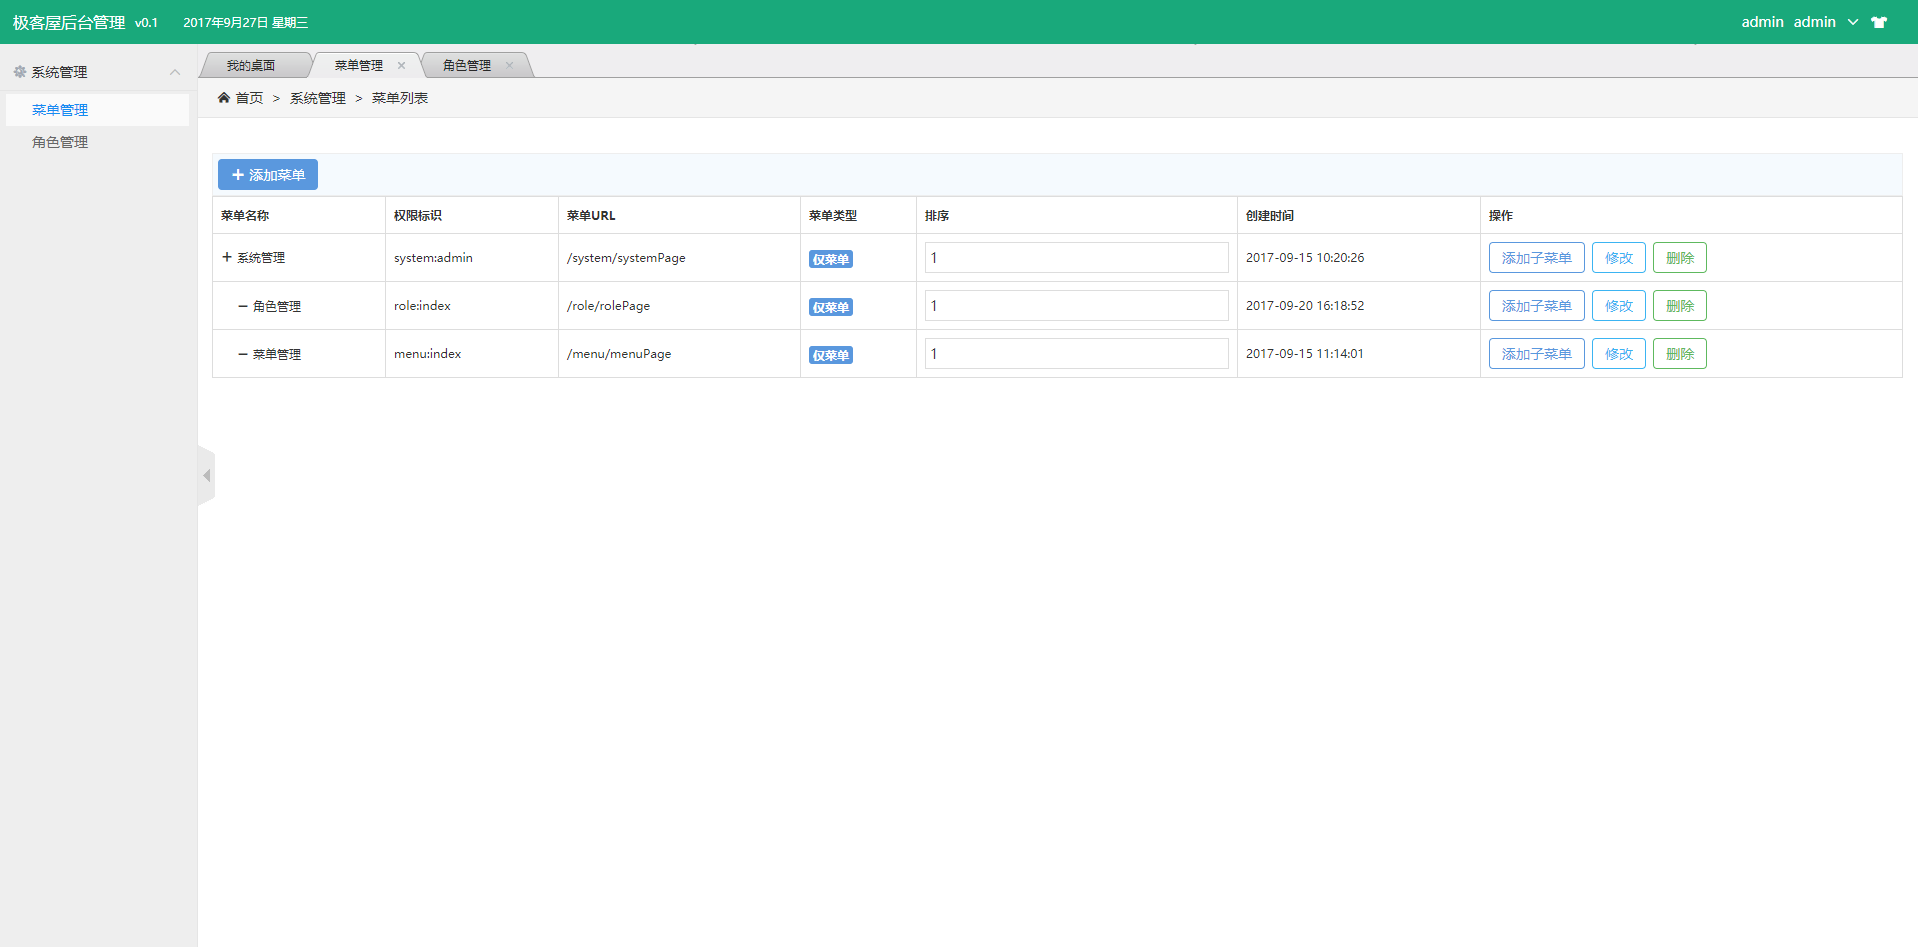 极客屋后台管理 v0.1 2017年9月27日 星期三 admin admin
系统管理
菜单管理
角色管理
我的桌面 菜单管理 角色管理
首页 > 系统管理 > 菜单列表
添加菜单
菜单名称 权限标识 菜单URL 菜单类型 排序 创建时间 操作
+ 系统管理 system:admin /system/systemPage 仅菜单 1 2017-09-15 10:20:26 添加子菜单 修改 删除
− 角色管理 role:index /role/rolePage 仅菜单 1 2017-09-20 16:18:52 添加子菜单 修改 删除
− 菜单管理 menu:index /menu/menuPage 仅菜单 1 2017-09-15 11:14:01 添加子菜单 修改 删除